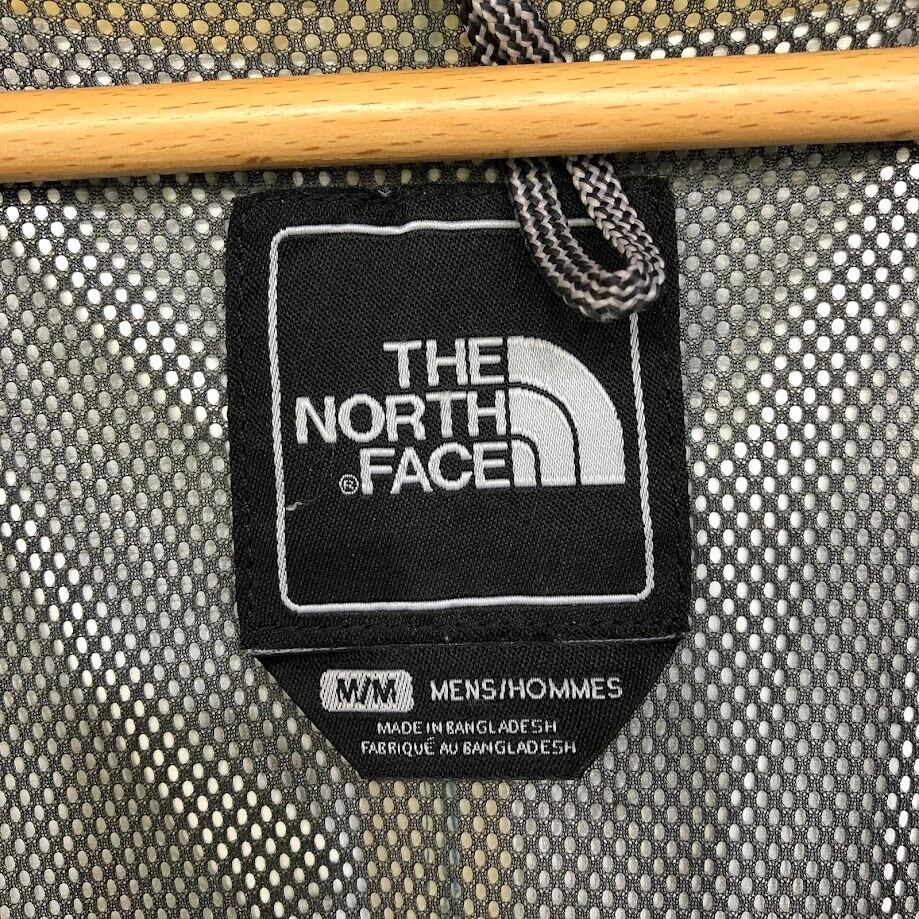 THE
NORTH
®FACE
M/M MENS/HOMMES
MADE IN BANGLADESH
FABRIQUÉ AU BANGLADESH